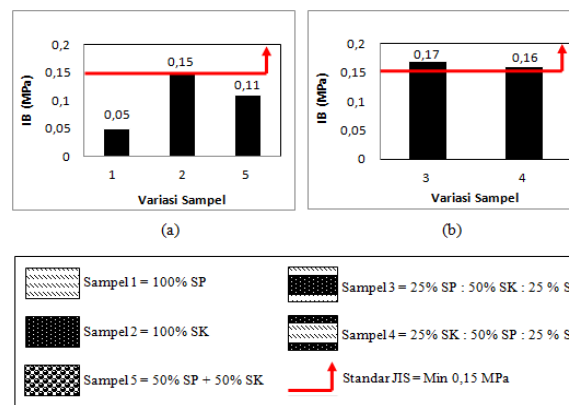 0,2
0,15
0,1
0,05
0
IB (MPa)
0,05
0,15
0,11
1
2
5
Variasi Sampel
(a)
0,2
0,15
0,1
0,05
0
IB (MPa)
0,17
0,16
3
4
Variasi Sampel
(b)
Sampel 1 = 100% SP
Sampel 2 = 100% SK
Sampel 5 = 50% SP + 50% SK
Sampel 3 = 25% SP : 50% SK : 25 % S
Sampel 4 = 25% SK : 50% SP : 25 % S
Standar JIS = Min 0,15 MPa